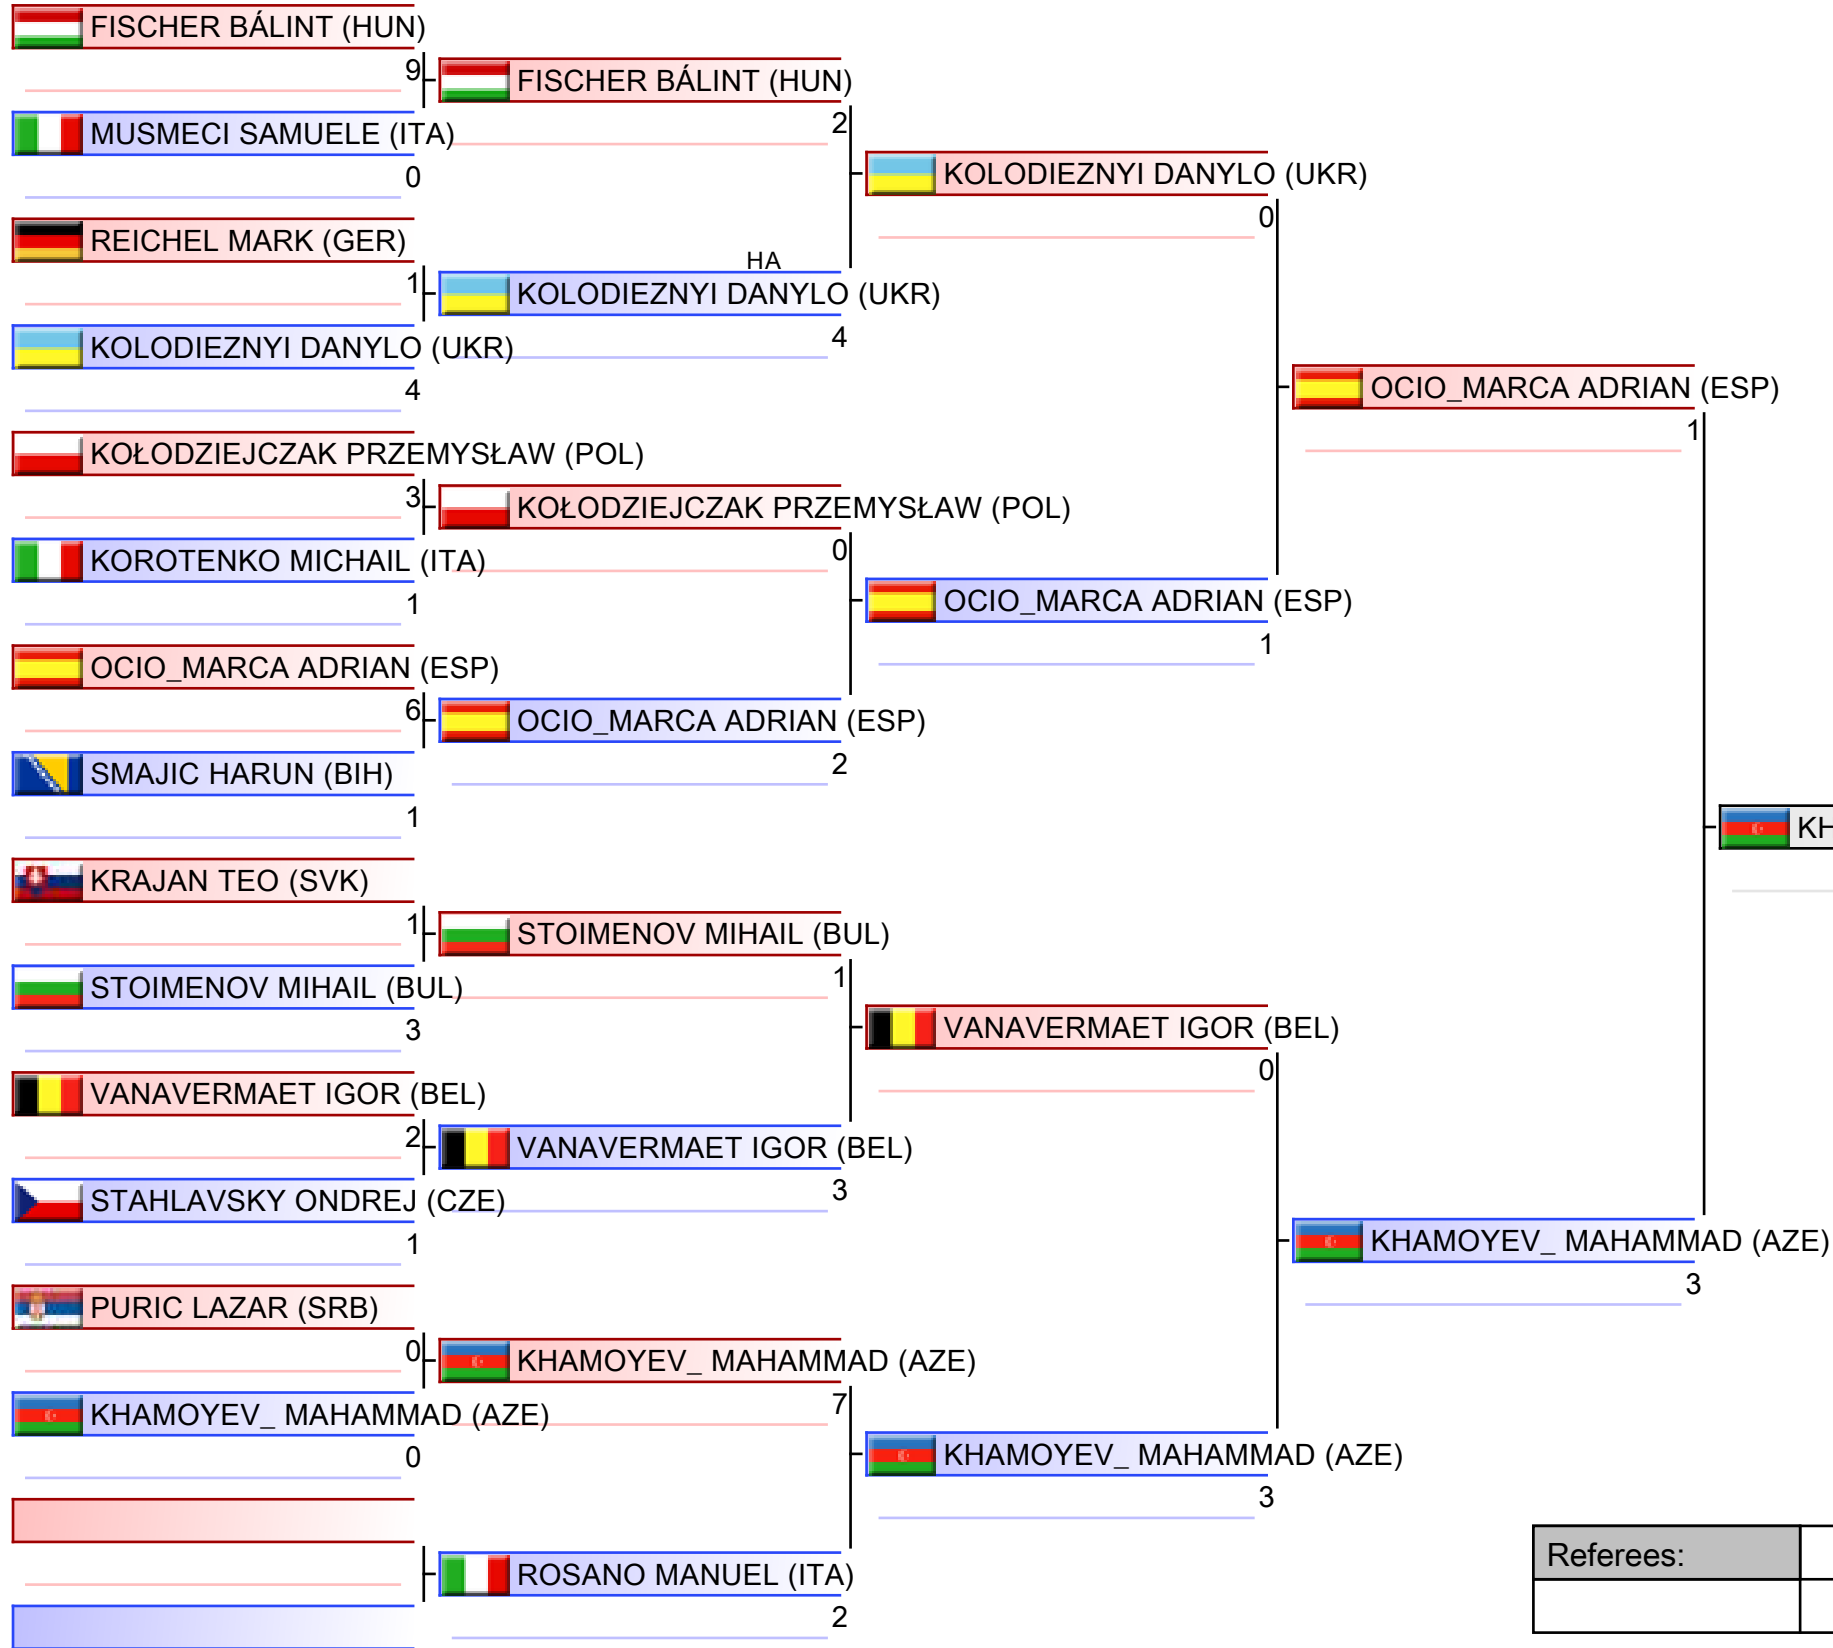 FISCHER BÁLINT (HUN)
9
MUSMECI SAMUELE (ITA)
0
REICHEL MARK (GER)
1
KOLODIEZNYI DANYLO (UKR)
4
KOŁODZIEJCZAK PRZEMYSŁAW (POL)
3
KOROTENKO MICHAIL (ITA)
1
OCIO_MARCA ADRIAN (ESP)
6
SMAJIC HARUN (BIH)
1
KRAJAN TEO (SVK)
1
STOIMENOV MIHAIL (BUL)
3
VANAVERMAET IGOR (BEL)
2
STAHLAVSKY ONDREJ (CZE)
1
PURIC LAZAR (SRB)
0
KHAMOYEV_ MAHAMMAD (AZE)
0
FISCHER BÁLINT (HUN)
2
HA
KOLODIEZNYI DANYLO (UKR)
4
KOŁODZIEJCZAK PRZEMYSŁAW (POL)
0
OCIO_MARCA ADRIAN (ESP)
2
STOIMENOV MIHAIL (BUL)
1
VANAVERMAET IGOR (BEL)
3
KHAMOYEV_ MAHAMMAD (AZE)
7
ROSANO MANUEL (ITA)
2
KOLODIEZNYI DANYLO (UKR)
0
OCIO_MARCA ADRIAN (ESP)
1
VANAVERMAET IGOR (BEL)
0
KHAMOYEV_ MAHAMMAD (AZE)
3
OCIO_MARCA ADRIAN (ESP)
1
KHAMOYEV_ MAHAMMAD (AZE)
3
KH
Referees: